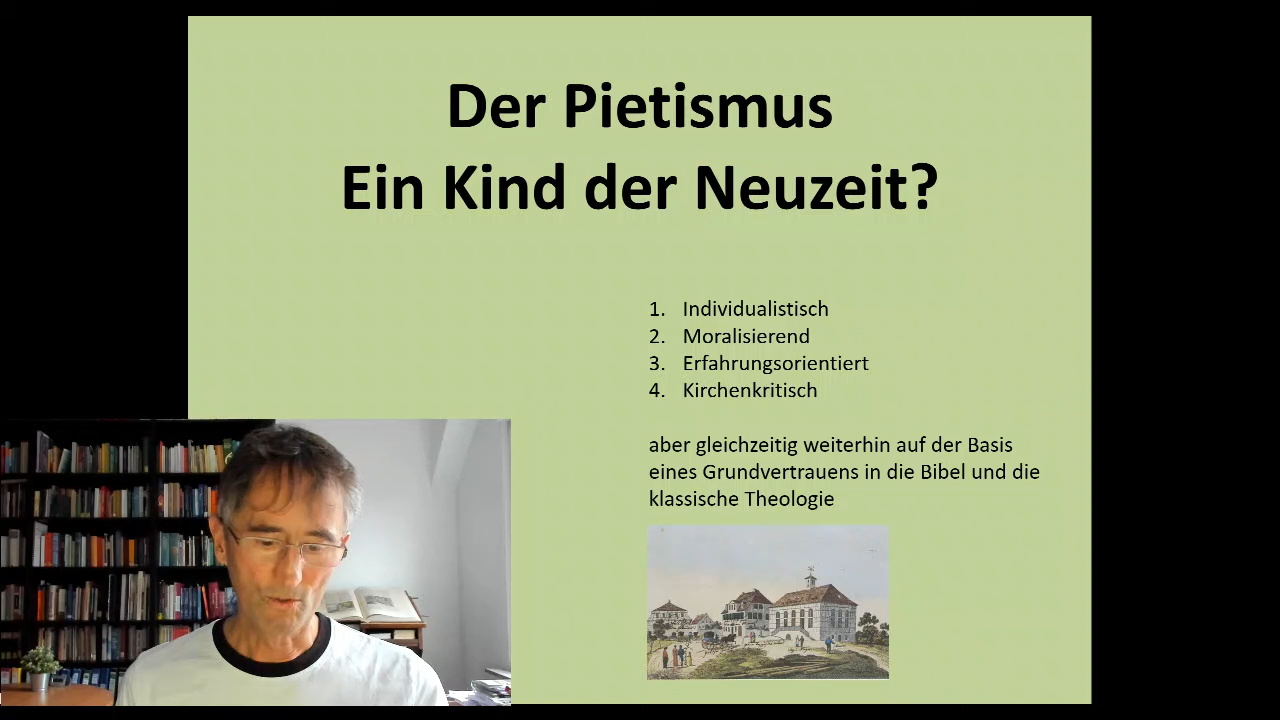 Der Pietismus
Ein Kind der Neuzeit?
1. Individualistisch
2. Moralisierend
3. Erfahrungsorientiert
4. Kirchenkritisch
aber gleichzeitig weiterhin auf der Basis
eines Grundvertrauens in die Bibel und die
klassische Theologie